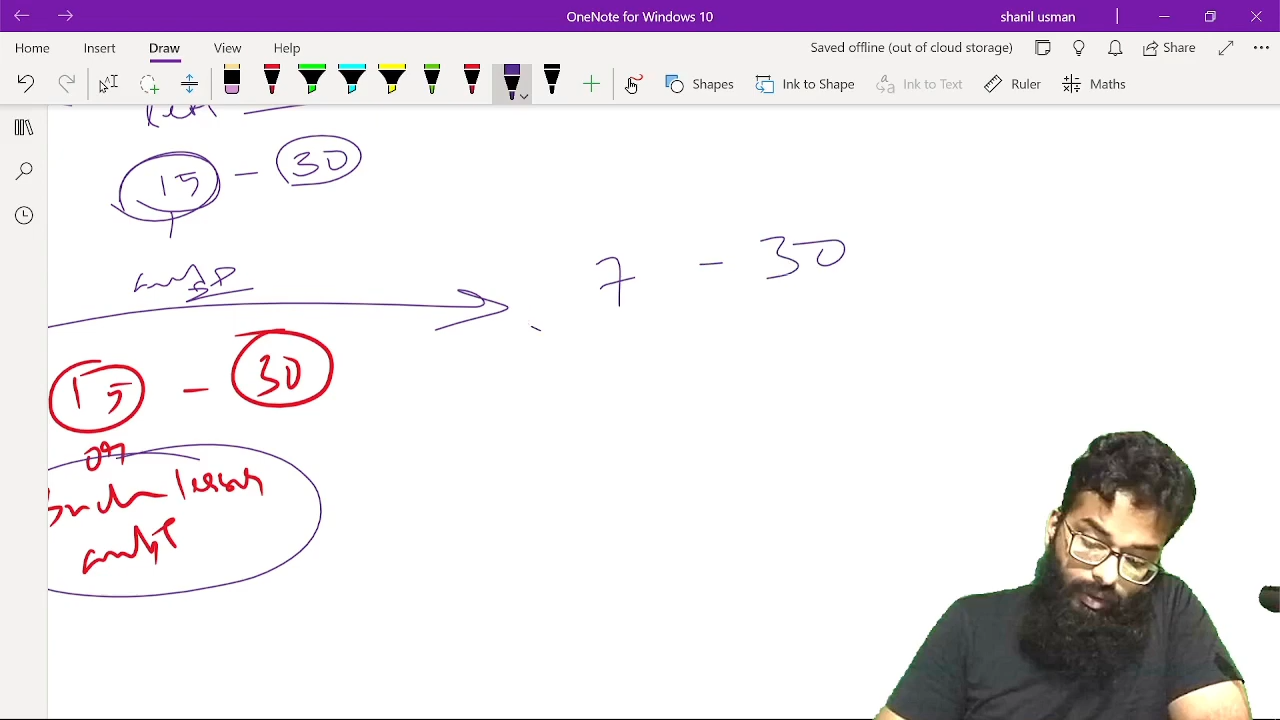 OneNote for Windows 10
shanil usman
Home Insert Draw View Help
Saved offline (out of cloud storage)
Share
Shapes
Ink to Shape
Ink to Text
Ruler
Maths
15 - 30
7 - 30
15 - 30